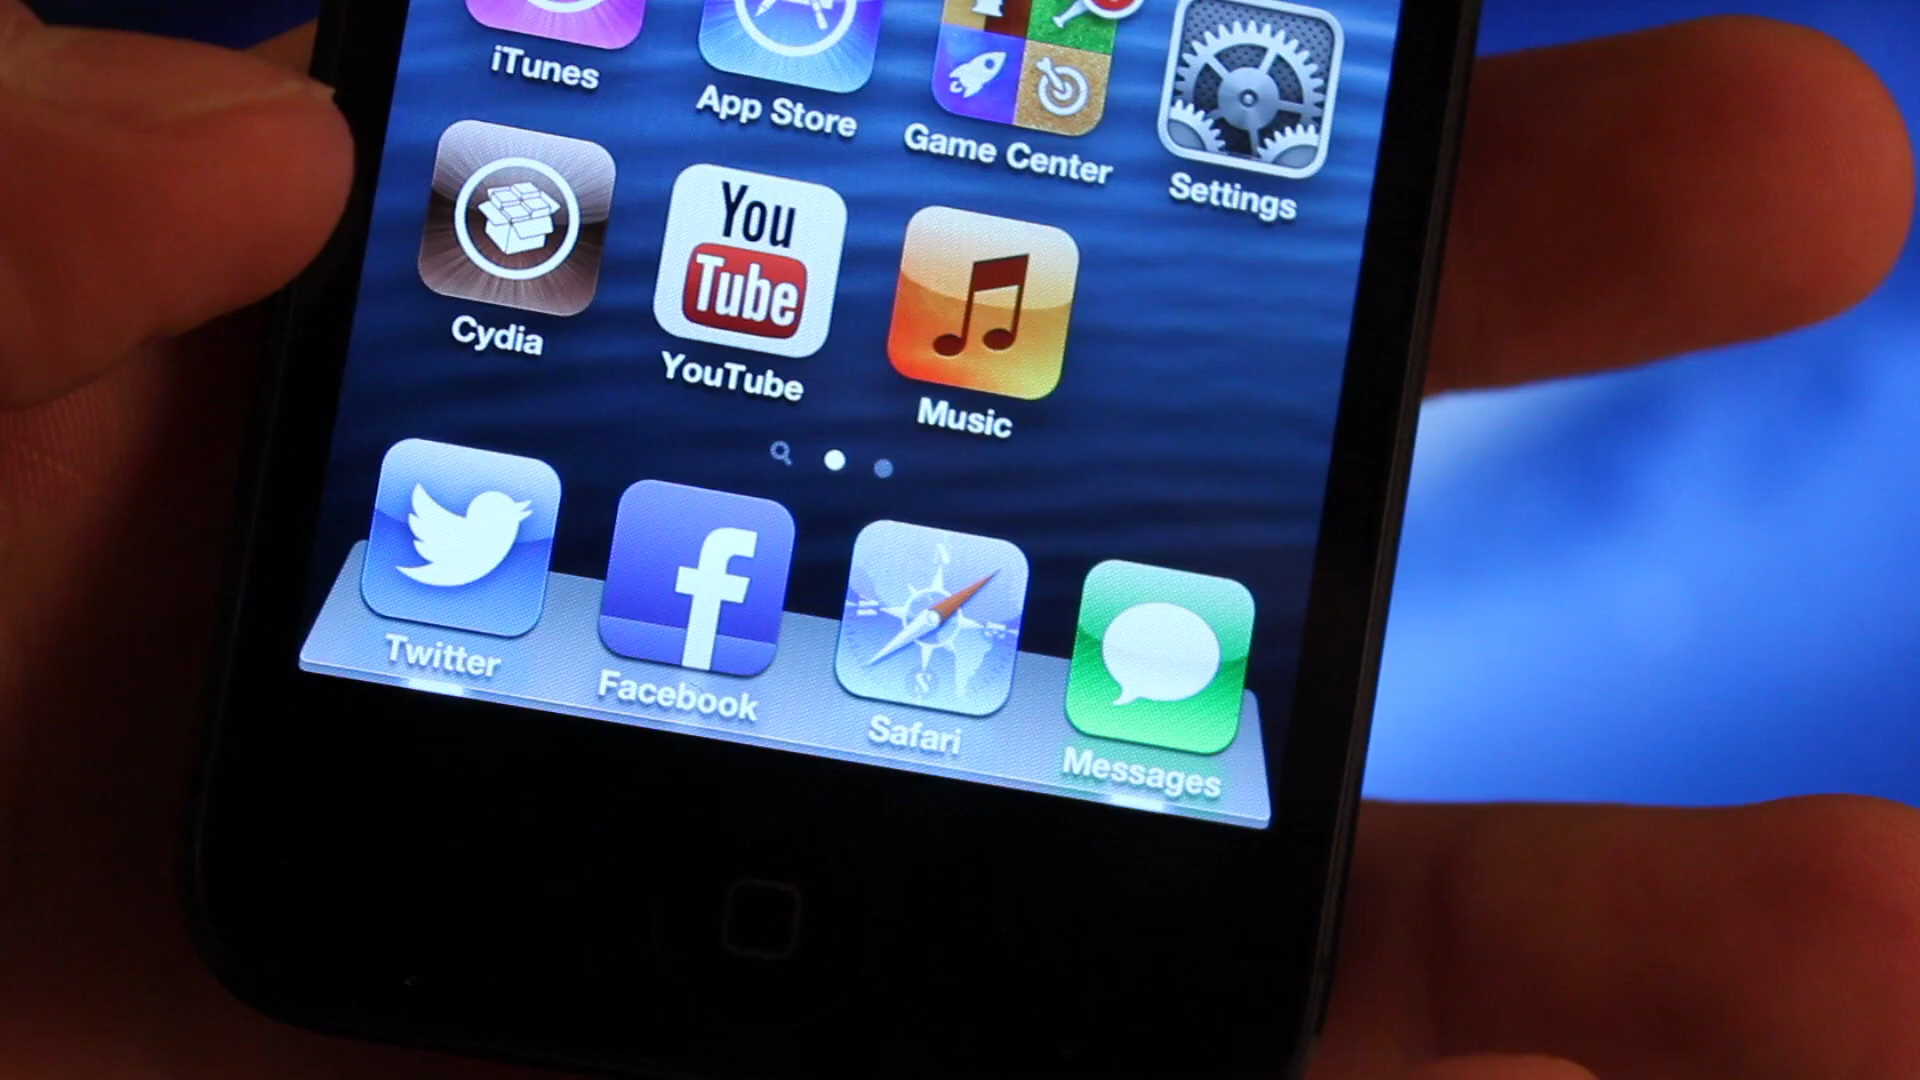 iTunes
App Store
Game Center
Settings
Cydia
You
Tube
YouTube
Music
Twitter
f
Facebook
N
S
Safari
Messages